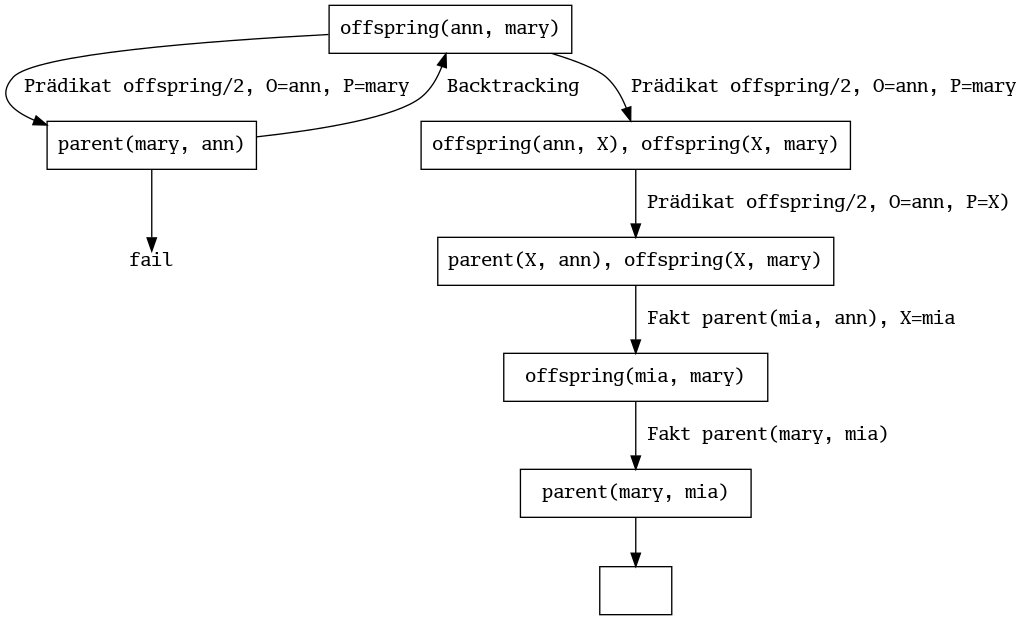 offspring(ann, mary)
Prädikat offspring/2, O=ann, P=mary
Backtracking
Prädikat offspring/2, O=ann, P=mary
parent(mary, ann)
offspring(ann, X), offspring(X, mary)
Prädikat offspring/2, O=ann, P=X)
fail
parent(X, ann), offspring(X, mary)
Fakt parent(mia, ann), X=mia
offspring(mia, mary)
Fakt parent(mary, mia)
parent(mary, mia)